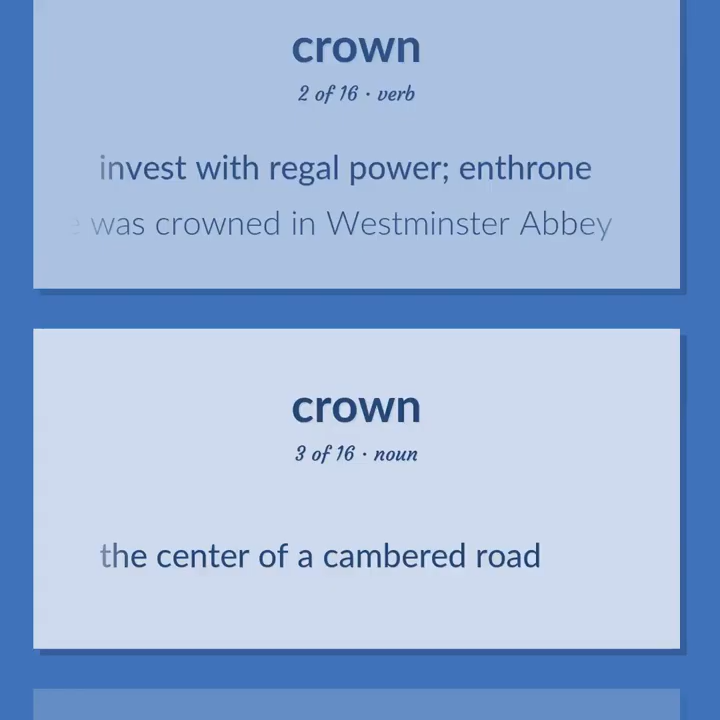 crown
2 of 16 · verb
invest with regal power; enthrone
was crowned in Westminster Abbey
crown
3 of 16 · noun
the center of a cambered road